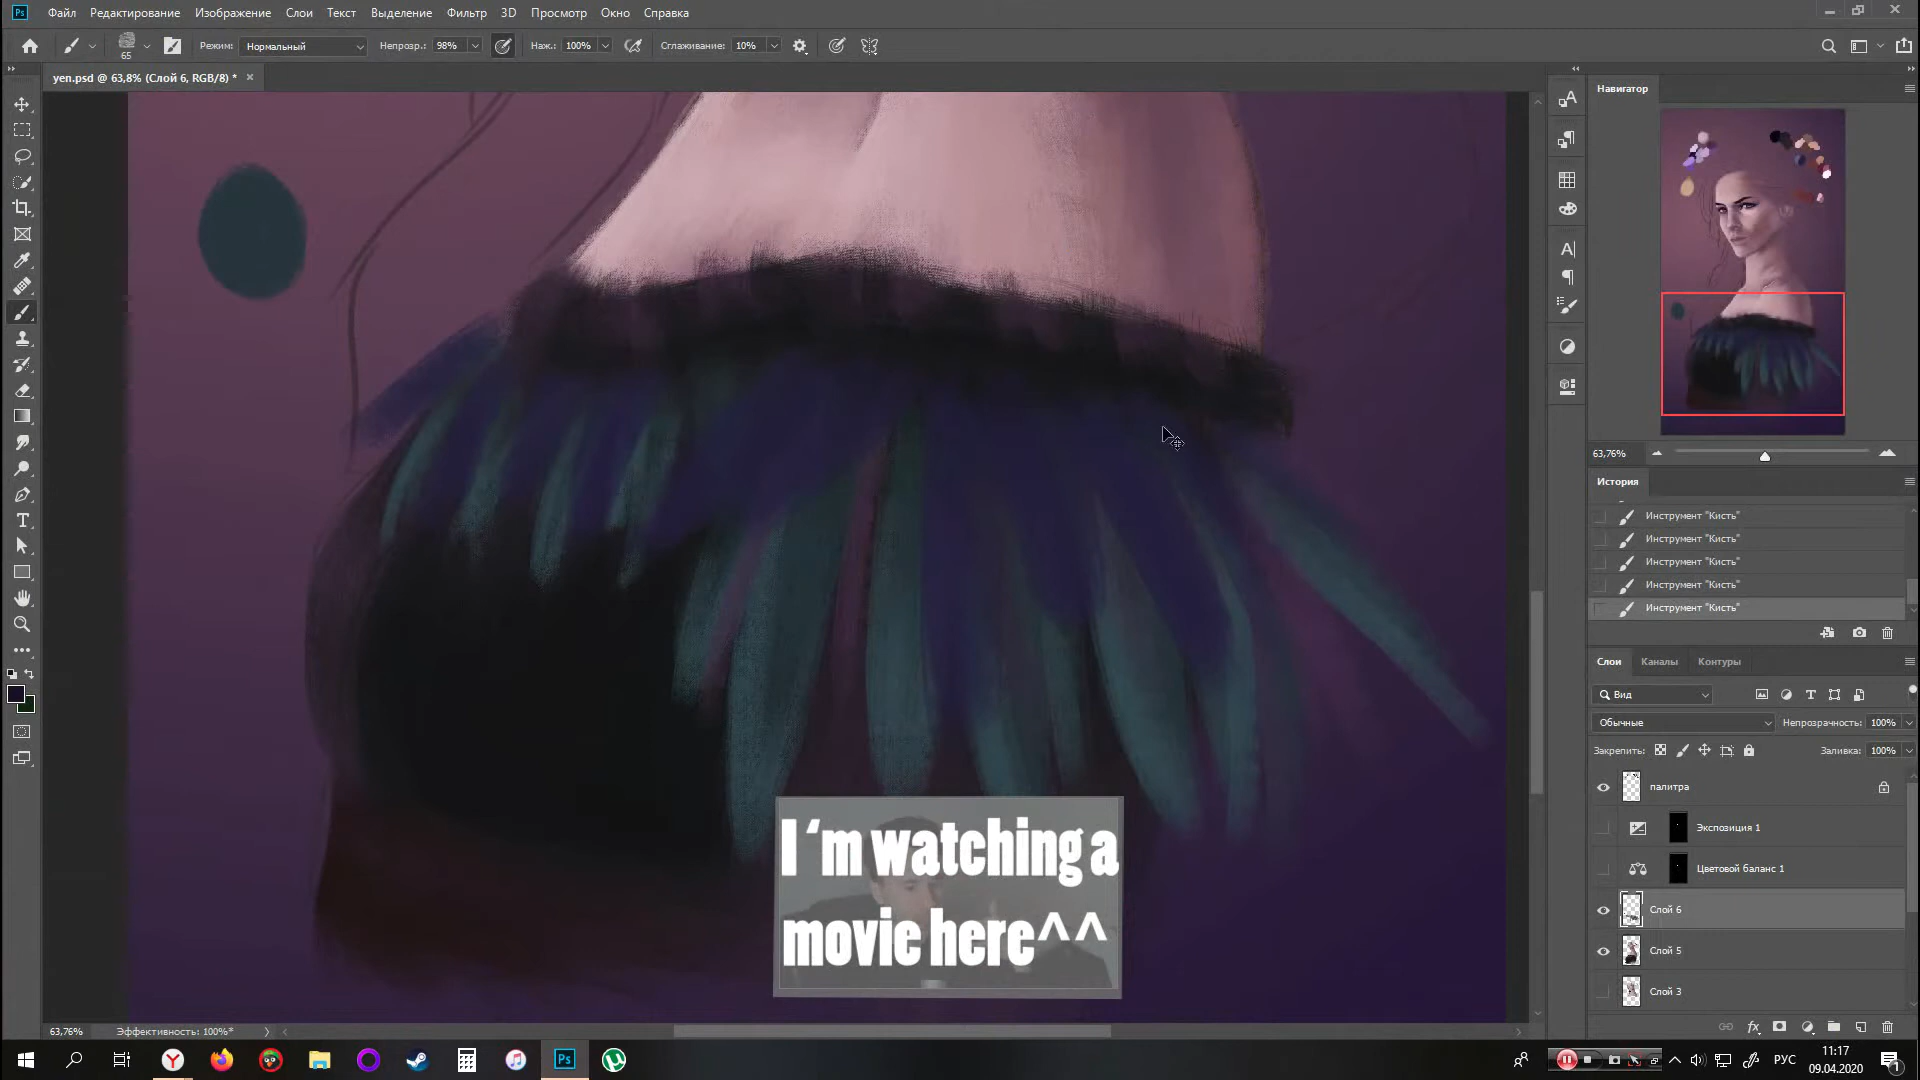 Ps Файл Редактирование Изображение Слои Текст Выделение Фильтр 3D Просмотр Окно Справка
65 Режим: Нормальный Непрозр.: 98% Наж.: 100% Сглаживание: 10%
yen.psd @ 63,8% (Слой 6, RGB/8) *
Навигатор
63,76%
История
Инструмент "Кисть"
Инструмент "Кисть"
Инструмент "Кисть"
Инструмент "Кисть"
Инструмент "Кисть"
Слои Каналы Контуры
Вид
Обычные Непрозрачность: 100%
Закрепить: Заливка: 100%
палитра
Экспозиция 1
Цветовой баланс 1
Слой 6
Слой 5
Слой 3
I ‘m watching a
movie here^^
63,76% Эффективность: 100%*
Ps РУС 11:17
09.04.2020
1